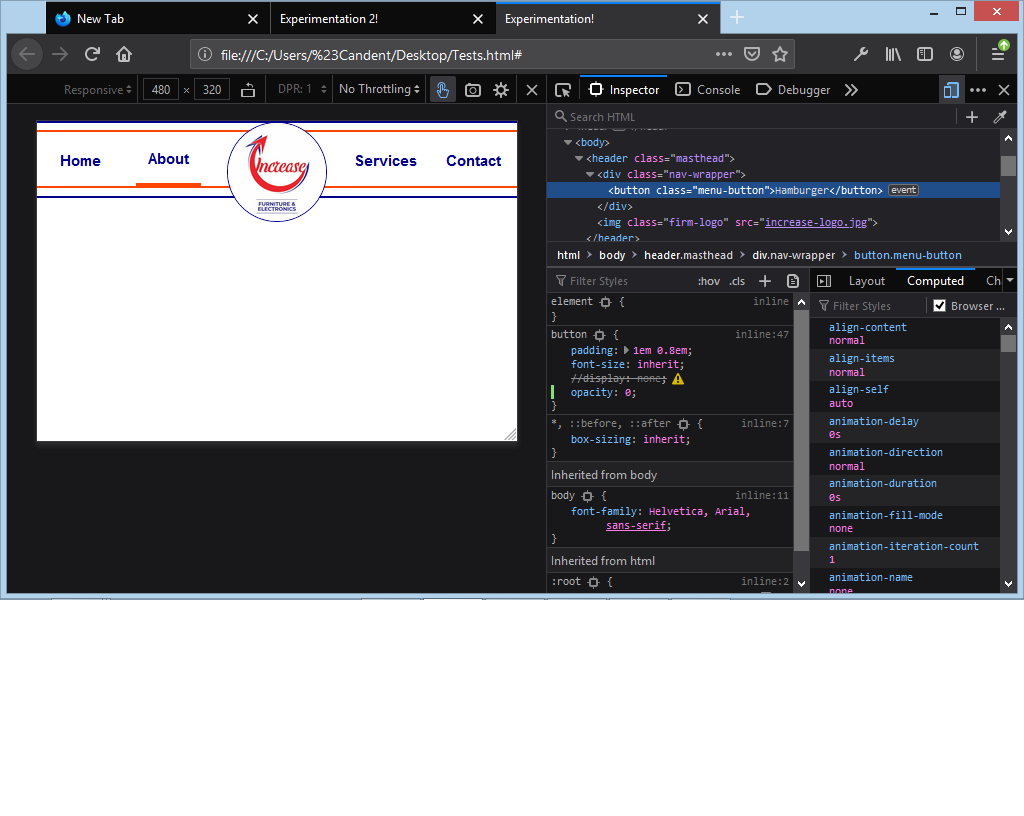 New Tab
Experimentation 2!
Experimentation!
file:///C:/Users/%23Candent/Desktop/Tests.html#
Responsive 480 × 320 DPR: 1 No Throttling
Inspector Console Debugger
Search HTML
<body>
<header class="masthead">
<div class="nav-wrapper">
<button class="menu-button">Hamburger</button> event
</div>
<img class="firm-logo" src="increase-logo.jpg">
</header>
html > body > header.masthead > div.nav-wrapper > button.menu-button
Home About Services Contact
Increase
FURNITURE &
ELECTRONICS
Filter Styles :hov .cls
element { inline
}
button { inline:47
padding: 1em 0.8em;
font-size: inherit;
//display: none;
opacity: 0;
}
*, ::before, ::after { inline:7
box-sizing: inherit;
}
Inherited from body
body { inline:11
font-family: Helvetica, Arial,
sans-serif;
}
Inherited from html
:root { inline:2
Layout Computed Ch
Filter Styles Browser ...
align-content
normal
align-items
normal
align-self
auto
animation-delay
0s
animation-direction
normal
animation-duration
0s
animation-fill-mode
none
animation-iteration-count
1
animation-name
none